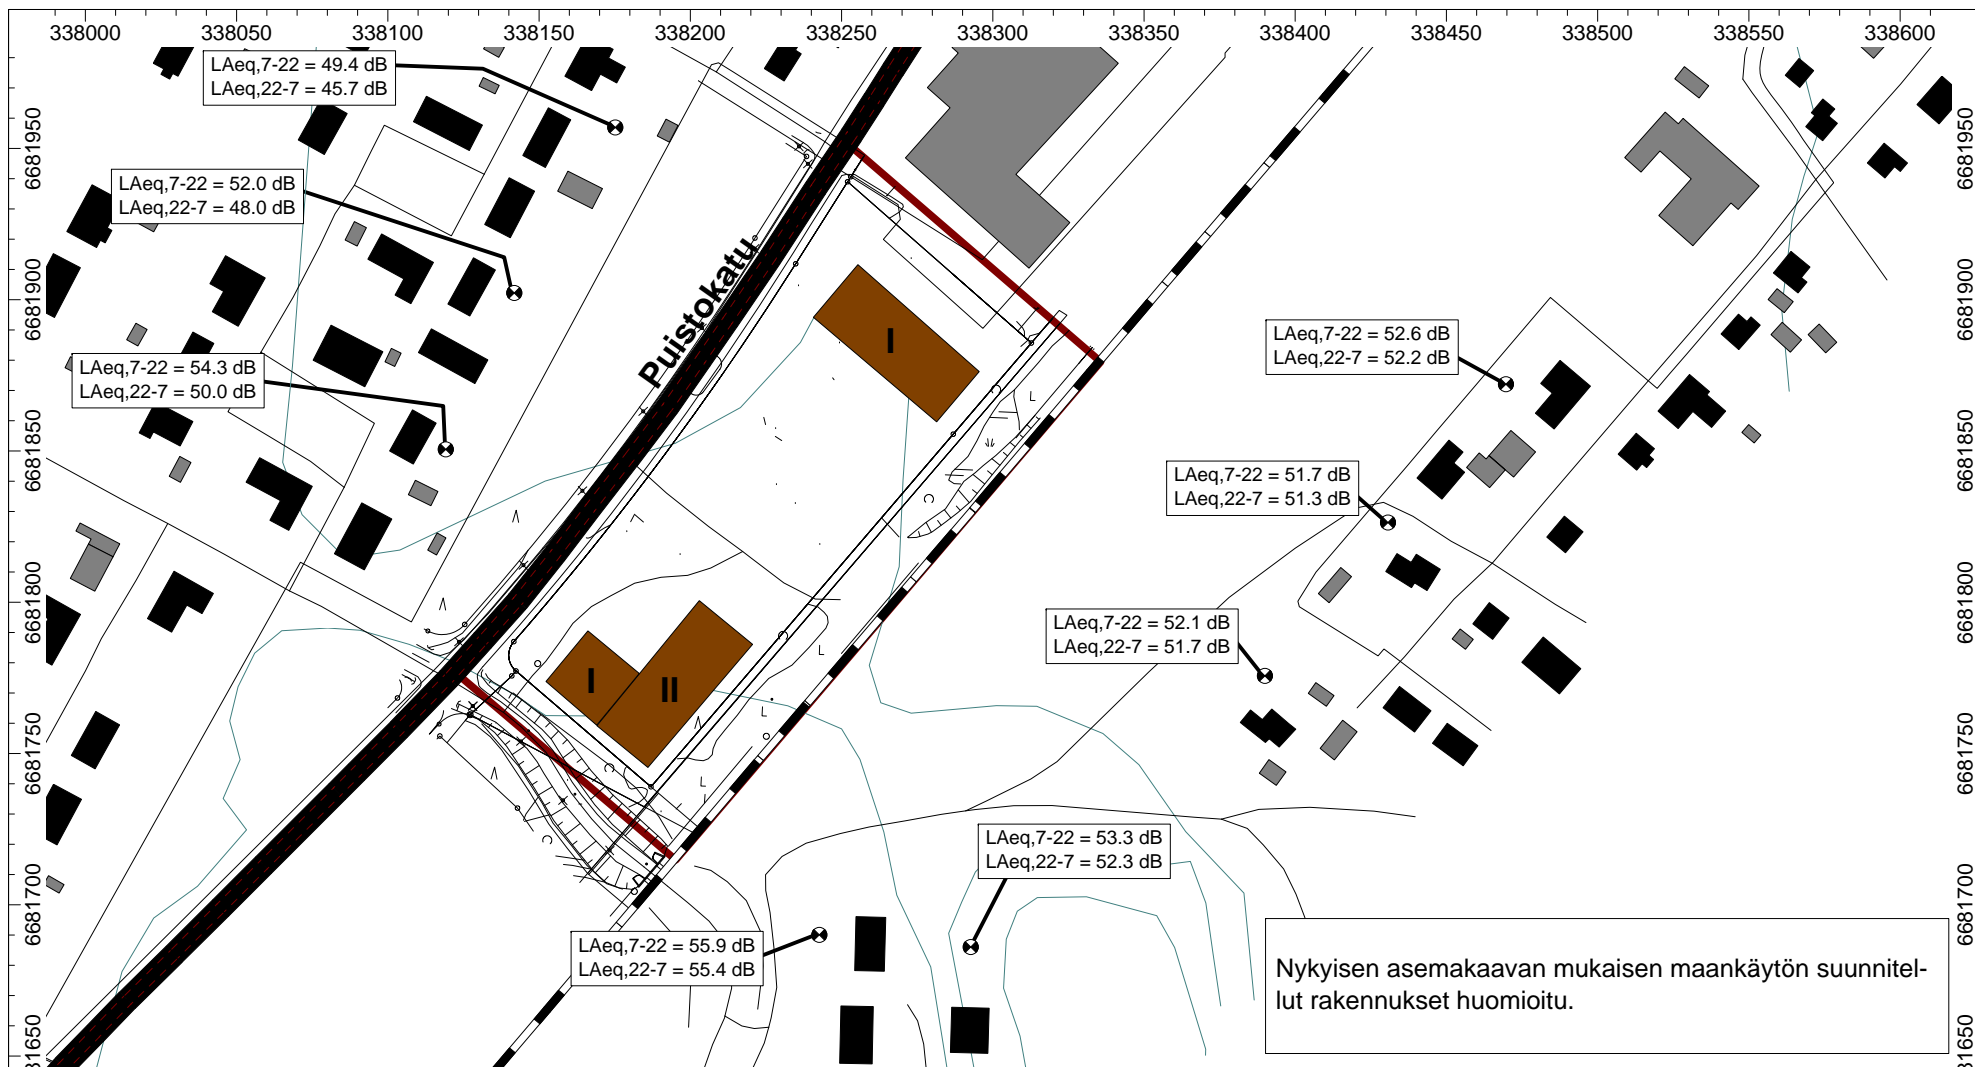 338000 338050 338100 338150 338200 338250 338300 338350 338400 338450 338500 338550 338600
LAeq,7-22 = 49.4 dB
LAeq,22-7 = 45.7 dB
LAeq,7-22 = 52.0 dB
LAeq,22-7 = 48.0 dB
LAeq,7-22 = 54.3 dB
LAeq,22-7 = 50.0 dB
Puistokatu
I
LAeq,7-22 = 52.6 dB
LAeq,22-7 = 52.2 dB
LAeq,7-22 = 51.7 dB
LAeq,22-7 = 51.3 dB
LAeq,7-22 = 52.1 dB
LAeq,22-7 = 51.7 dB
I
II
LAeq,7-22 = 53.3 dB
LAeq,22-7 = 52.3 dB
LAeq,7-22 = 55.9 dB
LAeq,22-7 = 55.4 dB
Nykyisen asemakaavan mukaisen maankäytön suunnitel-
lut rakennukset huomioitu.
6681950
6681900
6681850
6681800
6681750
6681700
81650
6681950
6681900
6681850
6681800
6681750
6681700
81650